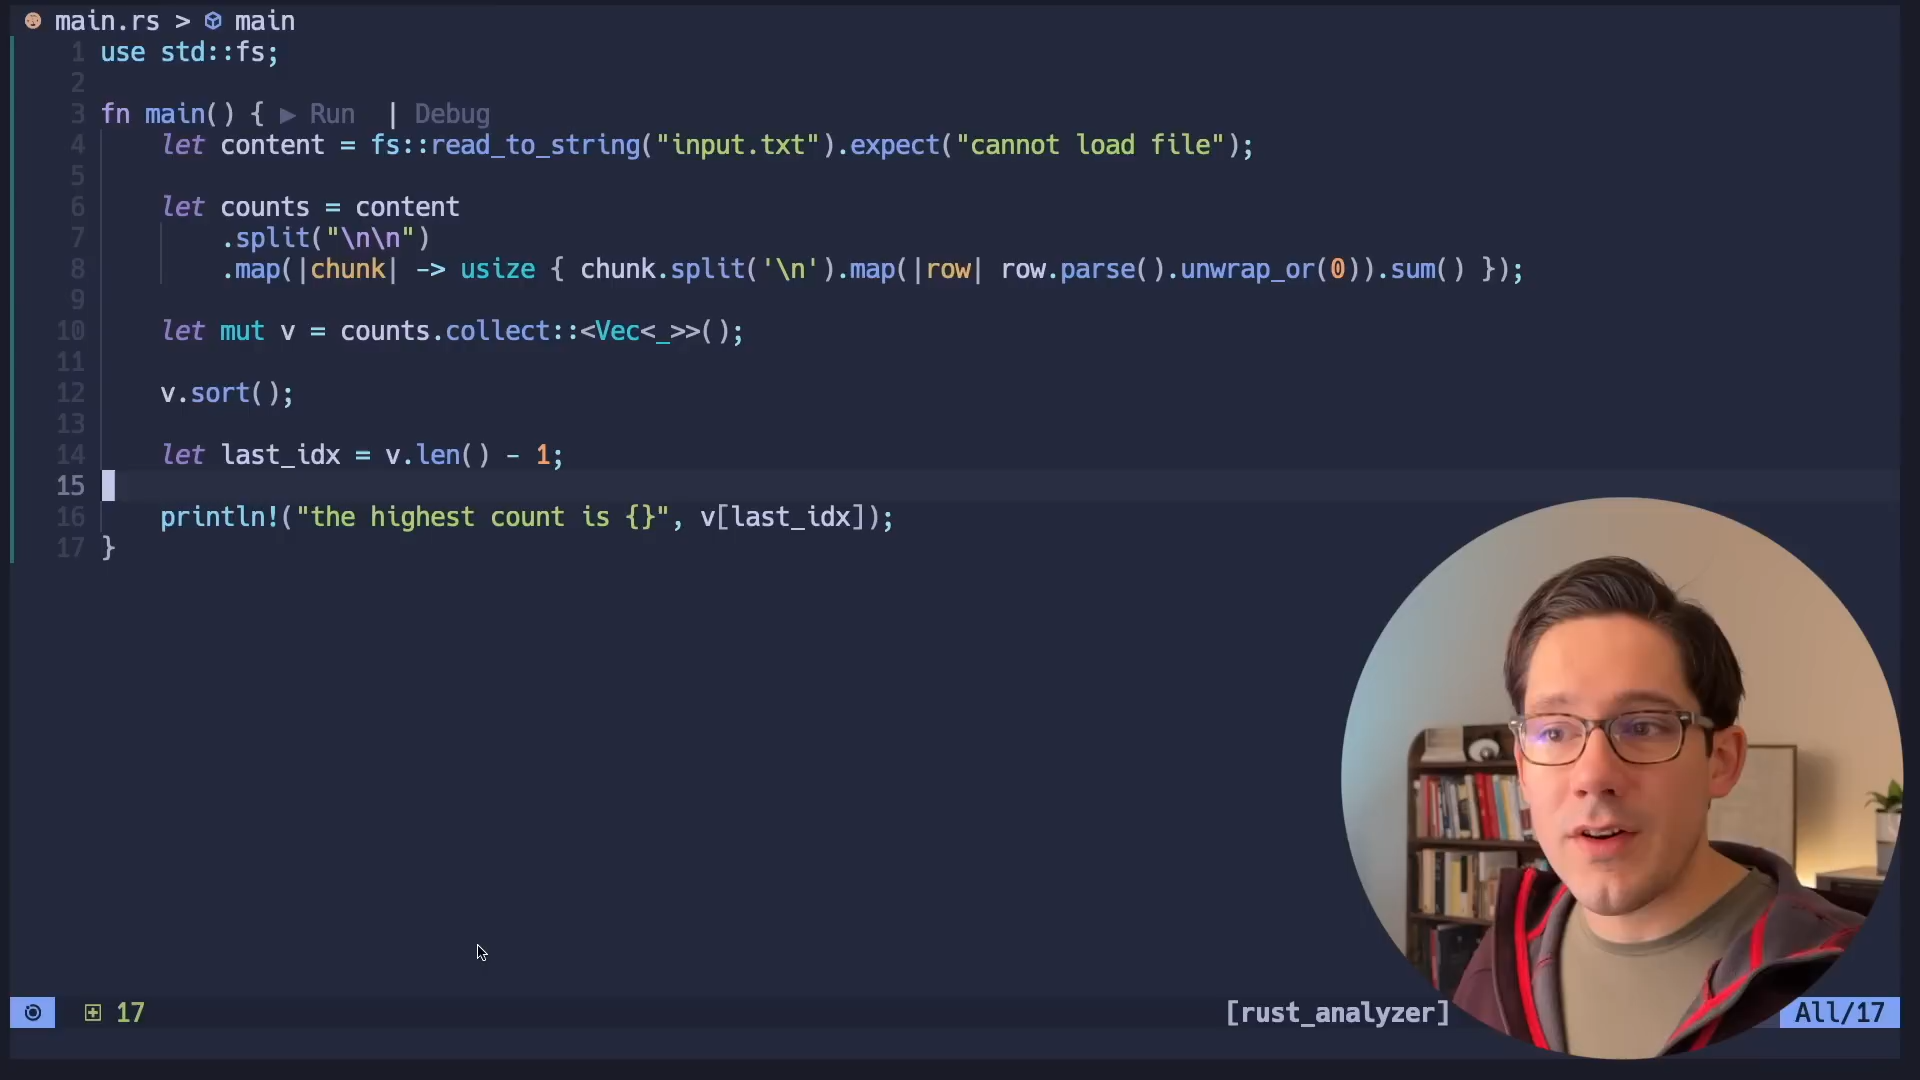 main.rs > main
1 use std::fs;
2
3 fn main() { ▶ Run | Debug
4 let content = fs::read_to_string("input.txt").expect("cannot load file");
5
6 let counts = content
7 .split("\n\n")
8 .map(|chunk| -> usize { chunk.split('\n').map(|row| row.parse().unwrap_or(0)).sum() });
9
10 let mut v = counts.collect::<Vec<_>>();
11
12 v.sort();
13
14 let last_idx = v.len() - 1;
15
16 println!("the highest count is {}", v[last_idx]);
17 }
17 [rust_analyzer] All/17